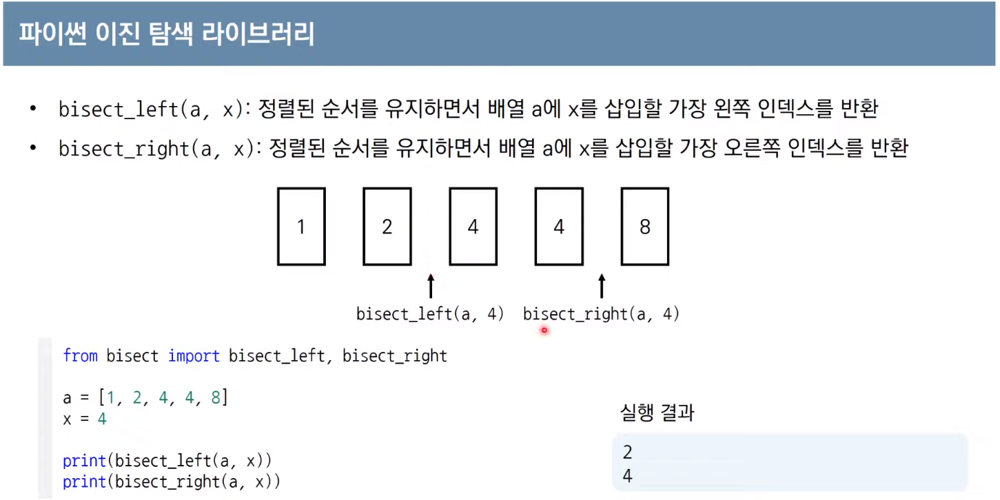 파이썬 이진 탐색 라이브러리
• bisect_left(a, x): 정렬된 순서를 유지하면서 배열 a에 x를 삽입할 가장 왼쪽 인덱스를 반환
• bisect_right(a, x): 정렬된 순서를 유지하면서 배열 a에 x를 삽입할 가장 오른쪽 인덱스를 반환
1 2 4 4 8
bisect_left(a, 4) bisect_right(a, 4)
from bisect import bisect_left, bisect_right
a = [1, 2, 4, 4, 8]
x = 4
print(bisect_left(a, x))
print(bisect_right(a, x))
실행 결과
2
4